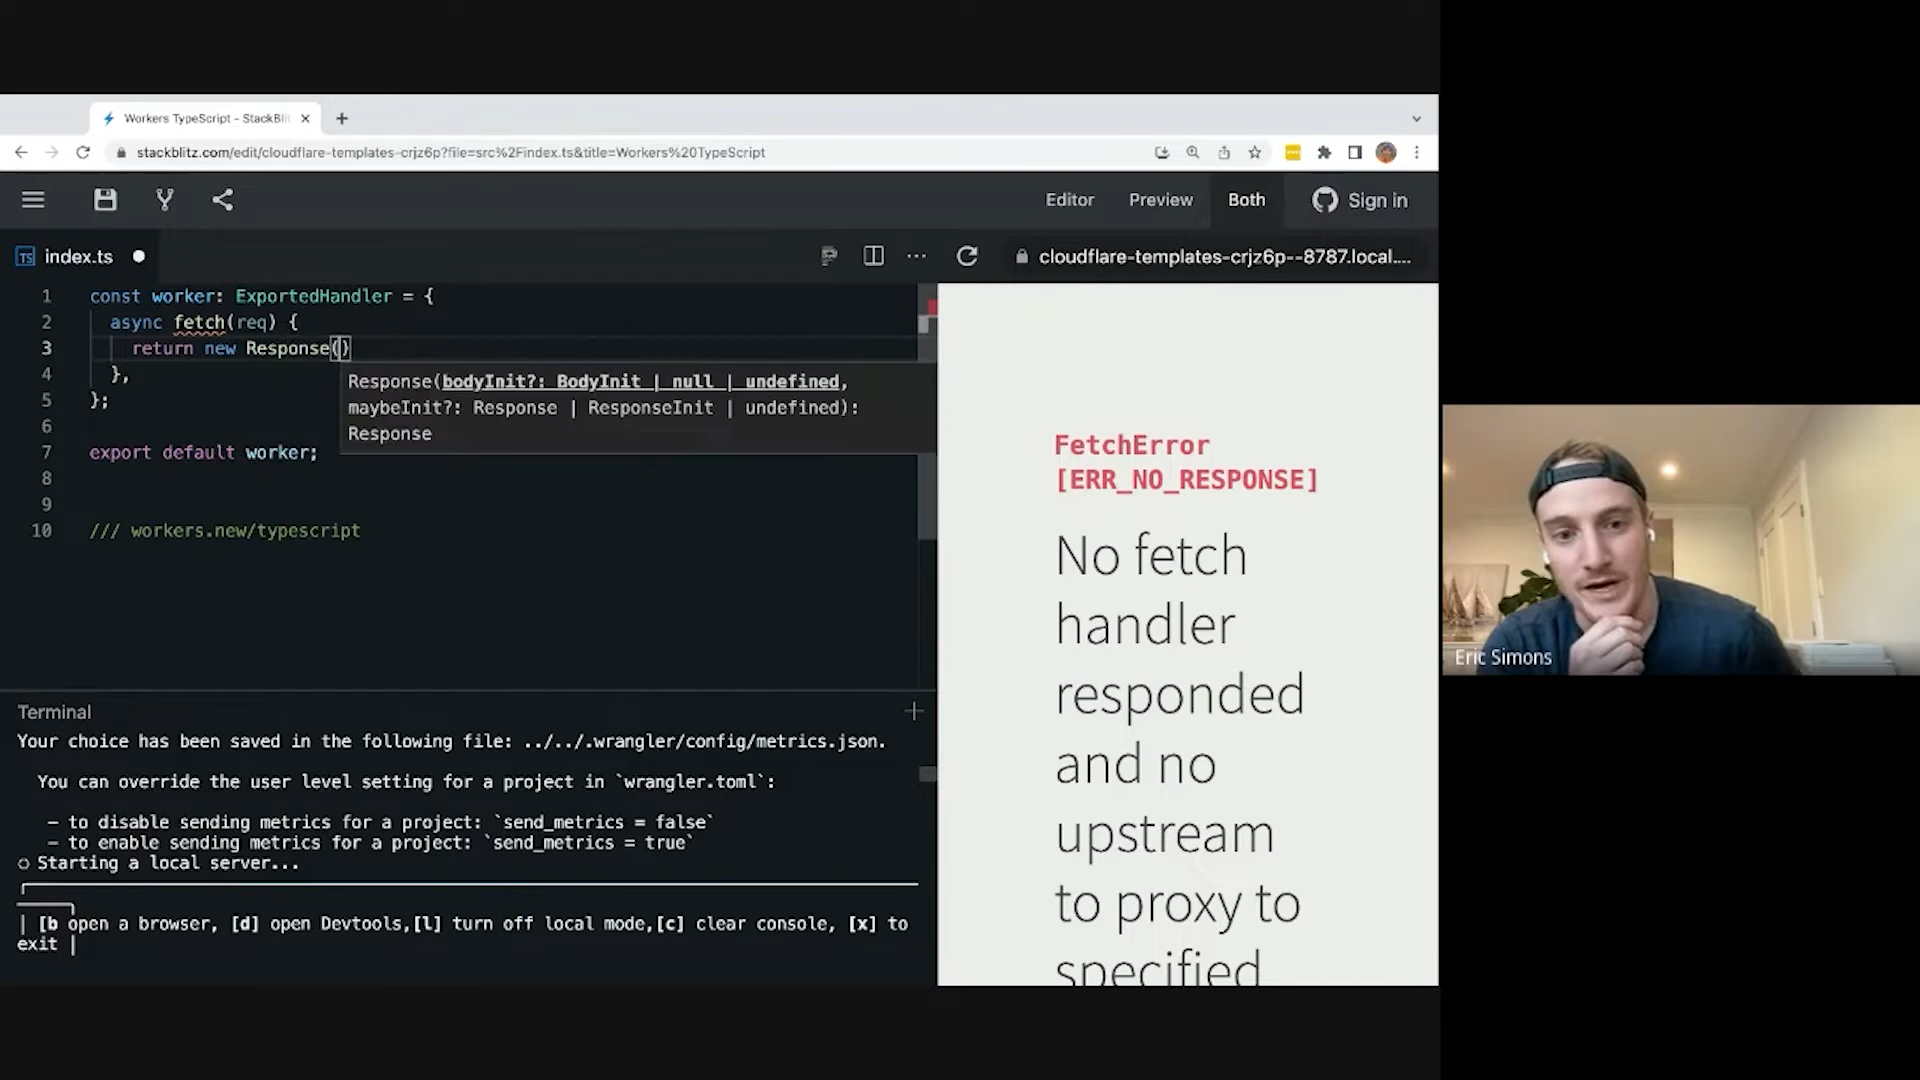 Workers TypeScript - StackBlit
stackblitz.com/edit/cloudflare-templates-crjz6p?file=src%2Findex.ts&title=Workers%20TypeScript
Editor Preview Both Sign in
TS index.ts
cloudflare-templates-crjz6p--8787.local....
1 const worker: ExportedHandler = {
2 async fetch(req) {
3 return new Response()
4 },
5 };
6
7 export default worker;
8
9
10 /// workers.new/typescript
Response(bodyInit?: BodyInit | null | undefined,
maybeInit?: Response | ResponseInit | undefined):
Response
FetchError
[ERR_NO_RESPONSE]
No fetch
handler
responded
and no
upstream
to proxy to
specified
Terminal
Your choice has been saved in the following file: ../../.wrangler/config/metrics.json.
You can override the user level setting for a project in `wrangler.toml`:
– to disable sending metrics for a project: `send_metrics = false`
– to enable sending metrics for a project: `send_metrics = true`
Starting a local server...
| [b open a browser, [d] open Devtools,[l] turn off local mode,[c] clear console, [x] to
exit |
Eric Simons